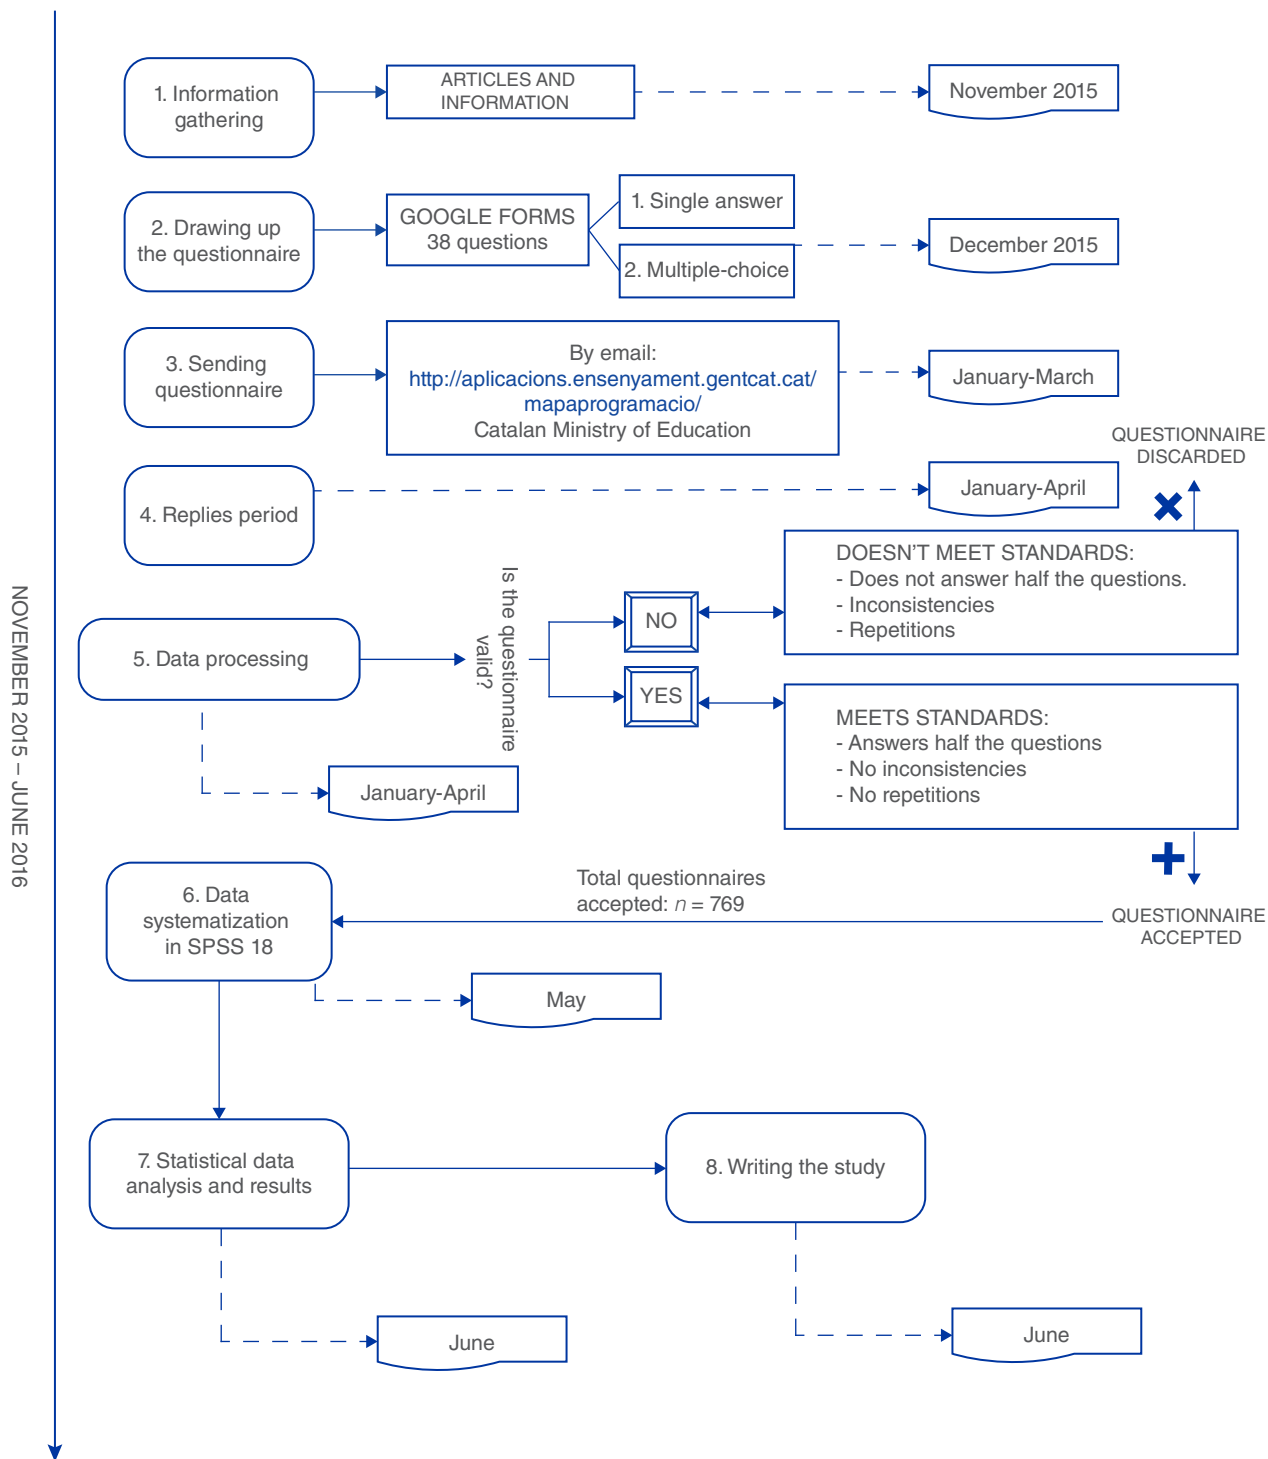 1. Information
gathering
ARTICLES AND
INFORMATION
November 2015
2. Drawing up
the questionnaire
GOOGLE FORMS
38 questions
1. Single answer
2. Multiple-choice
December 2015
3. Sending
questionnaire
By email:
http://aplicacions.ensenyament.gentcat.cat/
mapaprogramacio/
Catalan Ministry of Education
January-March
QUESTIONNAIRE
DISCARDED
4. Replies period
January-April
DOESN'T MEET STANDARDS:
- Does not answer half the questions.
- Inconsistencies
- Repetitions
NOVEMBER 2015 – JUNE 2016
5. Data processing
Is the questionnaire
valid?
NO
YES
MEETS STANDARDS:
- Answers half the questions
- No inconsistencies
- No repetitions
January-April
6. Data
systematization
in SPSS 18
Total questionnaires
accepted: n = 769
QUESTIONNAIRE
ACCEPTED
May
7. Statistical data
analysis and results
8. Writing the study
June
June